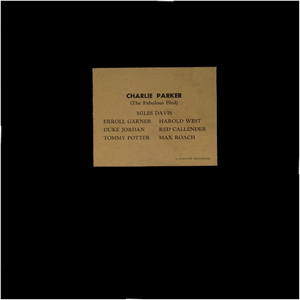 CHARLIE PARKER
(The Fabulous Bird)
MILES DAVIS
ERROLL GARNER HAROLD WEST
DUKE JORDAN RED CALLENDER
TOMMY POTTER MAX ROACH